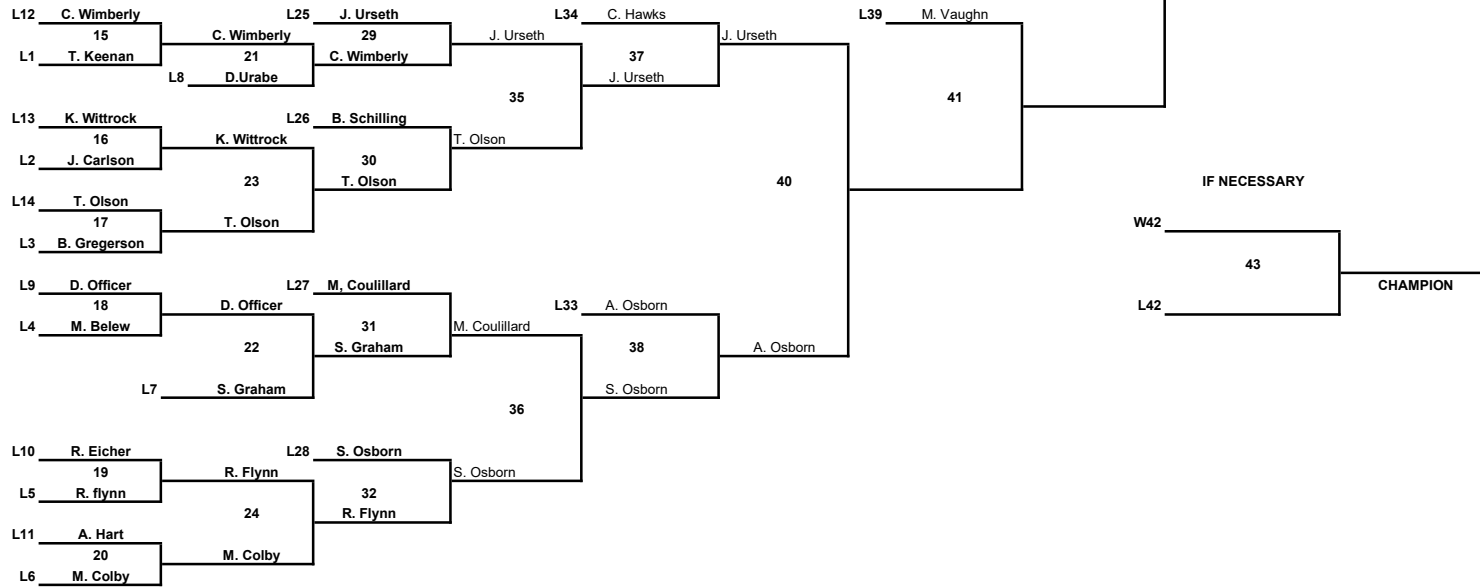 L12 C. Wimberly L25 J. Urseth L34 C. Hawks L39 M. Vaughn
15 C. Wimberly 29 J. Urseth J. Urseth
L1 T. Keenan 21 C. Wimberly 37
L8 D.Urabe J. Urseth
35 41
L13 K. Wittrock L26 B. Schilling
16 K. Wittrock T. Olson
L2 J. Carlson 30
23 T. Olson 40 IF NECESSARY
L14 T. Olson
17 T. Olson W42
L3 B. Gregerson
43
L9 D. Officer L27 M, Coulillard CHAMPION
18 D. Officer L33 A. Osborn L42
L4 M. Belew 31 M. Coulillard
22 S. Graham 38 A. Osborn
L7 S. Graham S. Osborn
36
L10 R. Eicher L28 S. Osborn
19 R. Flynn S. Osborn
L5 R. flynn 32
24 R. Flynn
L11 A. Hart
20 M. Colby
L6 M. Colby